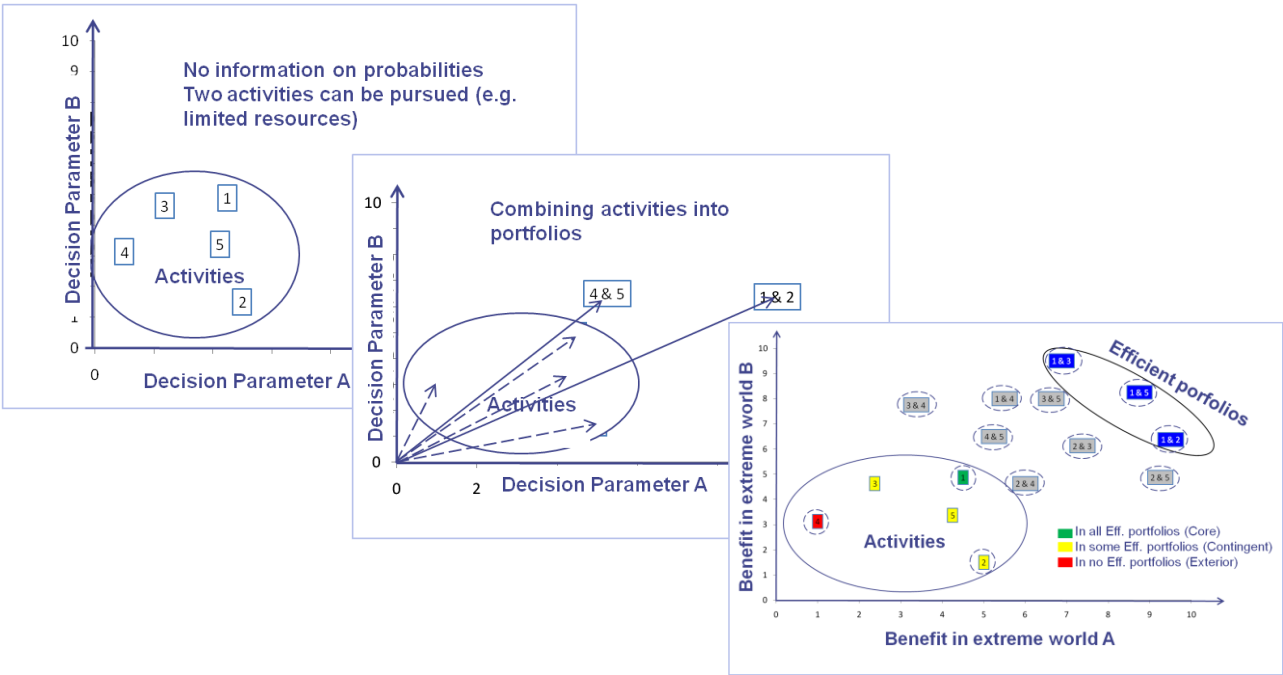 10
9
1
0
0
Decision Parameter B
No information on probabilities
Two activities can be pursued (e.g.
limited resources)
3
1
4
5
2
Activities
Decision Parameter A
10
0
0
2
Decision Parameter B
Combining activities into
portfolios
4 & 5
1 & 2
Activities
Decision Parameter A
Benefit in extreme world B
10
9
8
7
6
5
4
3
2
1
0
0
1
2
3
4
5
6
7
8
9
10
Efficient porfolios
1 & 3
1 & 5
1 & 2
3 & 4
1 & 4
3 & 5
4 & 5
2 & 3
2 & 4
2 & 5
3
1
4
5
2
Activities
In all Eff. portfolios (Core)
In some Eff. portfolios (Contingent)
In no Eff. portfolios (Exterior)
Benefit in extreme world A